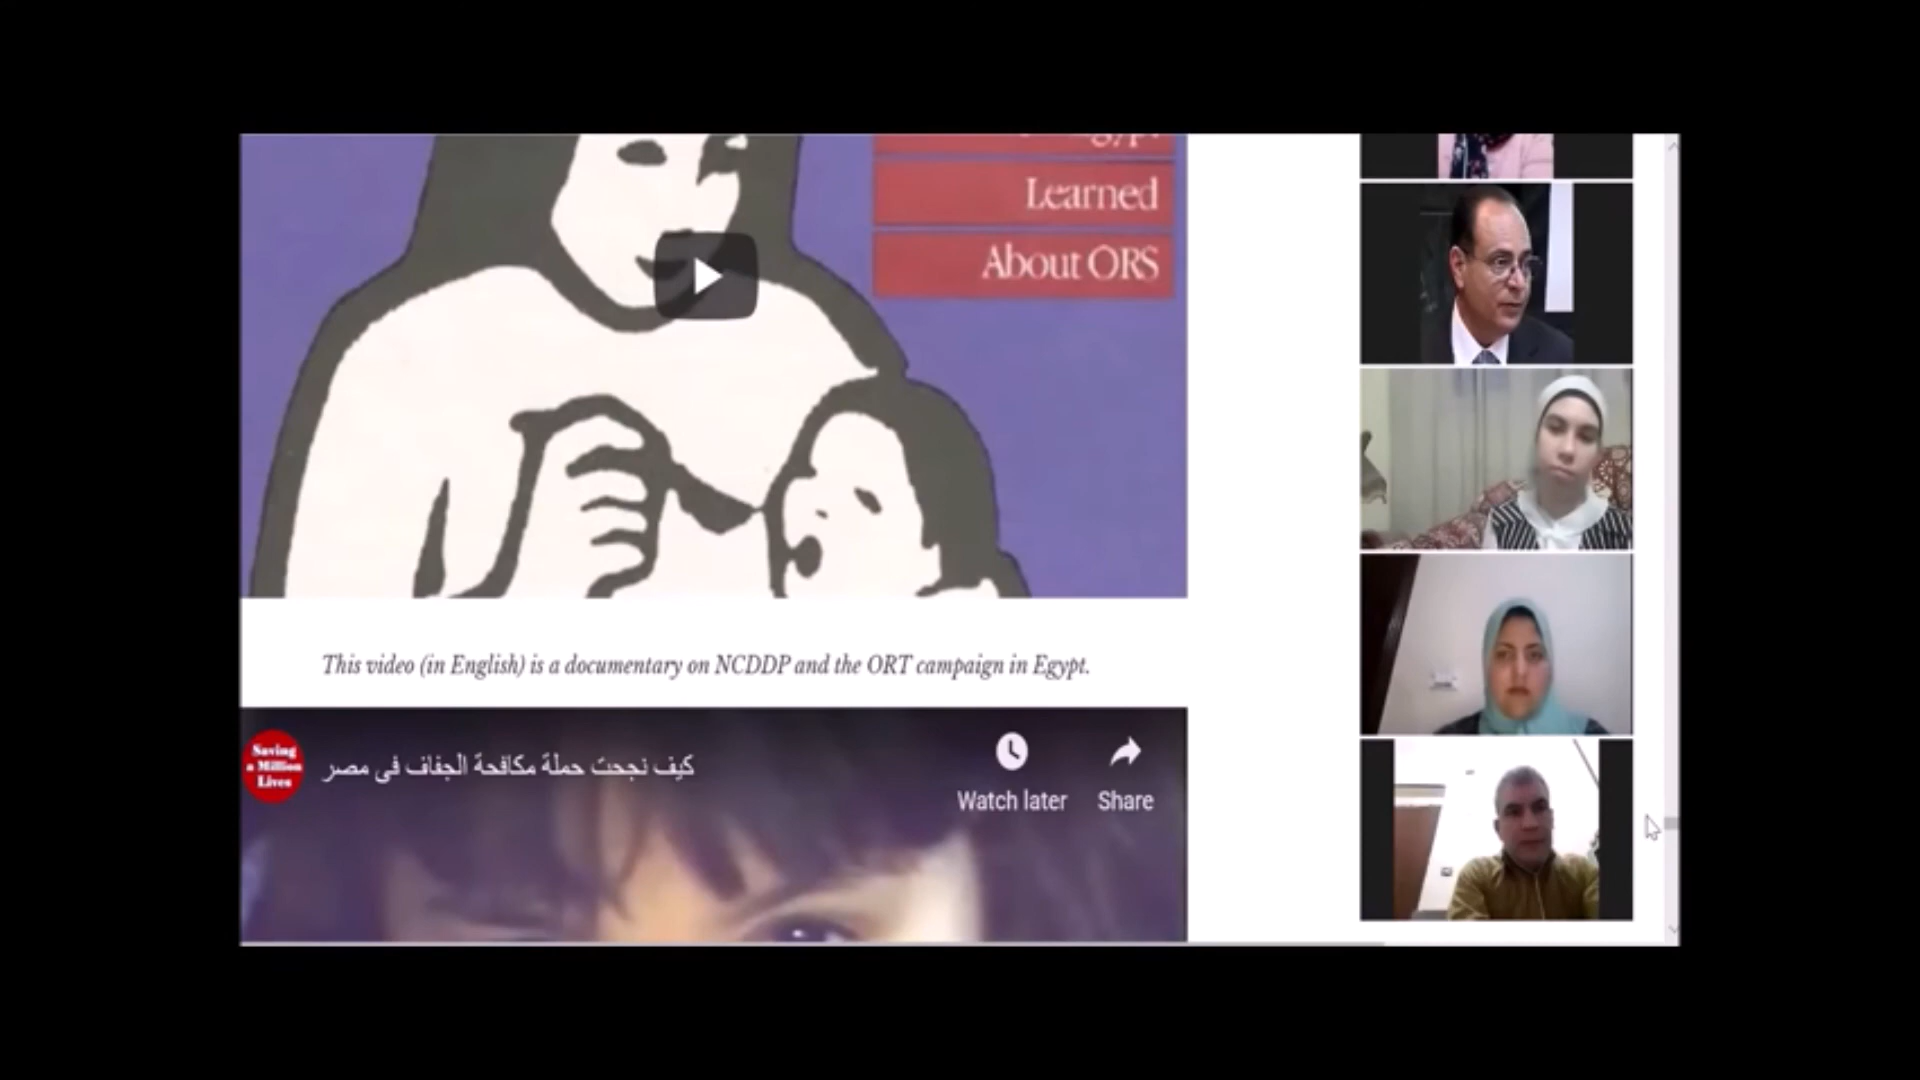 Learned
About ORS
This video (in English) is a documentary on NCDDP and the ORT campaign in Egypt.
Saving
a Million
Lives
كيف نجحت حملة مكافحة الجفاف فى مصر
Watch later
Share